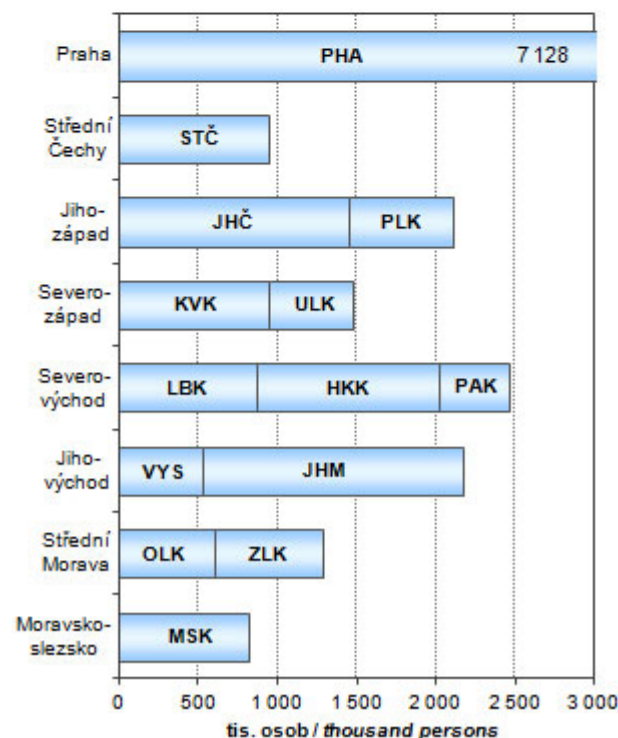 Praha
PHA
7 128
Střední
Čechy
STČ
Jiho-
západ
JHČ
PLK
Severo-
západ
KVK
ULK
Severo-
východ
LBK
HKK
PAK
Jiho-
východ
VYS
JHM
Střední
Morava
OLK
ZLK
Moravsko-
slezsko
MSK
0
500
1 000
1 500
2 000
2 500
3 000
tis. osob / thousand persons